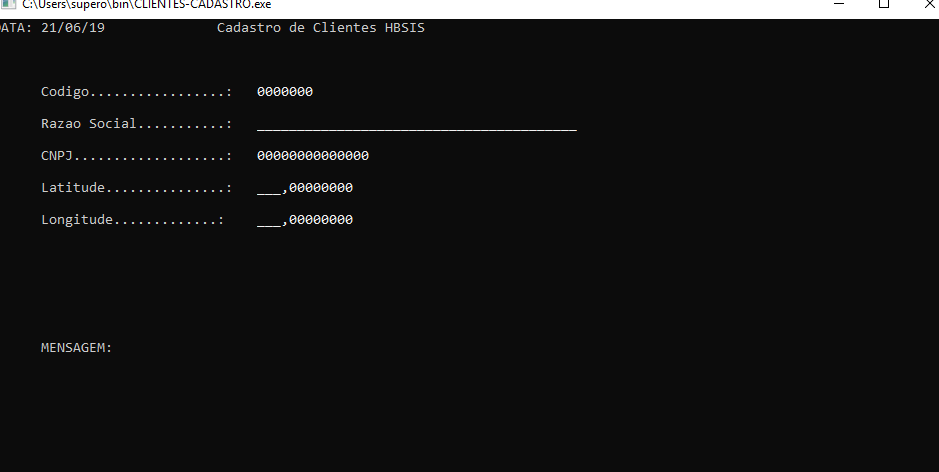 C:\Users\supero\bin\CLIENTES-CADASTRO.exe
DATA: 21/06/19 Cadastro de Clientes HBSIS
Codigo.................: 0000000
Razao Social...........: ________________________________________
CNPJ...................: 00000000000000
Latitude...............: ___,00000000
Longitude.............: ___,00000000
MENSAGEM: